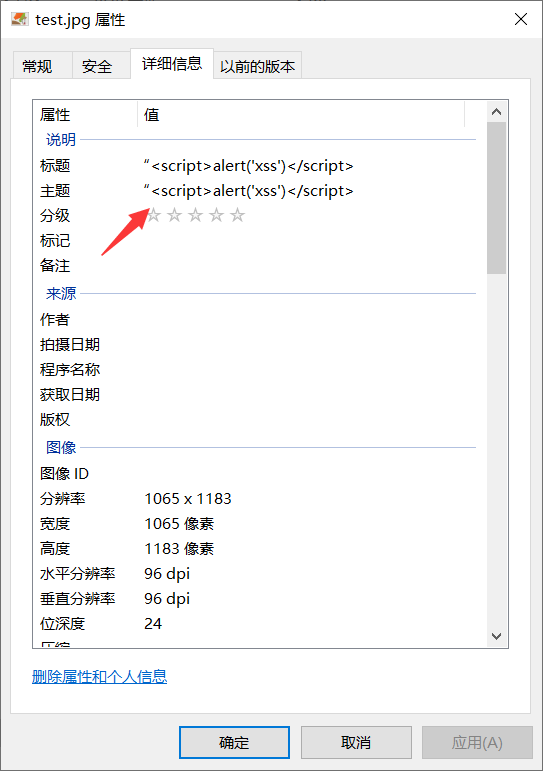 test.jpg 属性
常规 安全 详细信息 以前的版本
属性 值
说明
标题 “<script>alert('xss')</script>
主题 “<script>alert('xss')</script>
分级
标记
备注
来源
作者
拍摄日期
程序名称
获取日期
版权
图像
图像 ID
分辨率 1065 x 1183
宽度 1065 像素
高度 1183 像素
水平分辨率 96 dpi
垂直分辨率 96 dpi
位深度 24
删除属性和个人信息
确定 取消 应用(A)